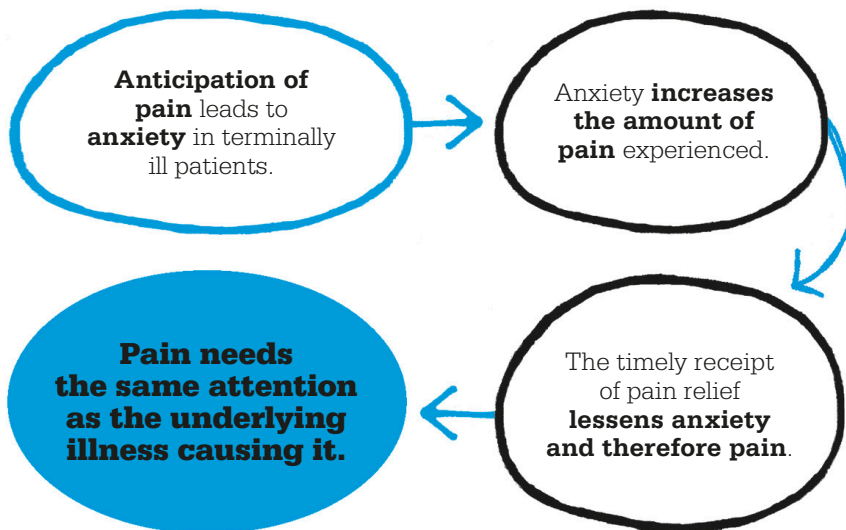 Anticipation of
pain leads to
anxiety in terminally
ill patients.
Anxiety increases
the amount of
pain experienced.
The timely receipt
of pain relief
lessens anxiety
and therefore pain.
Pain needs
the same attention
as the underlying
illness causing it.